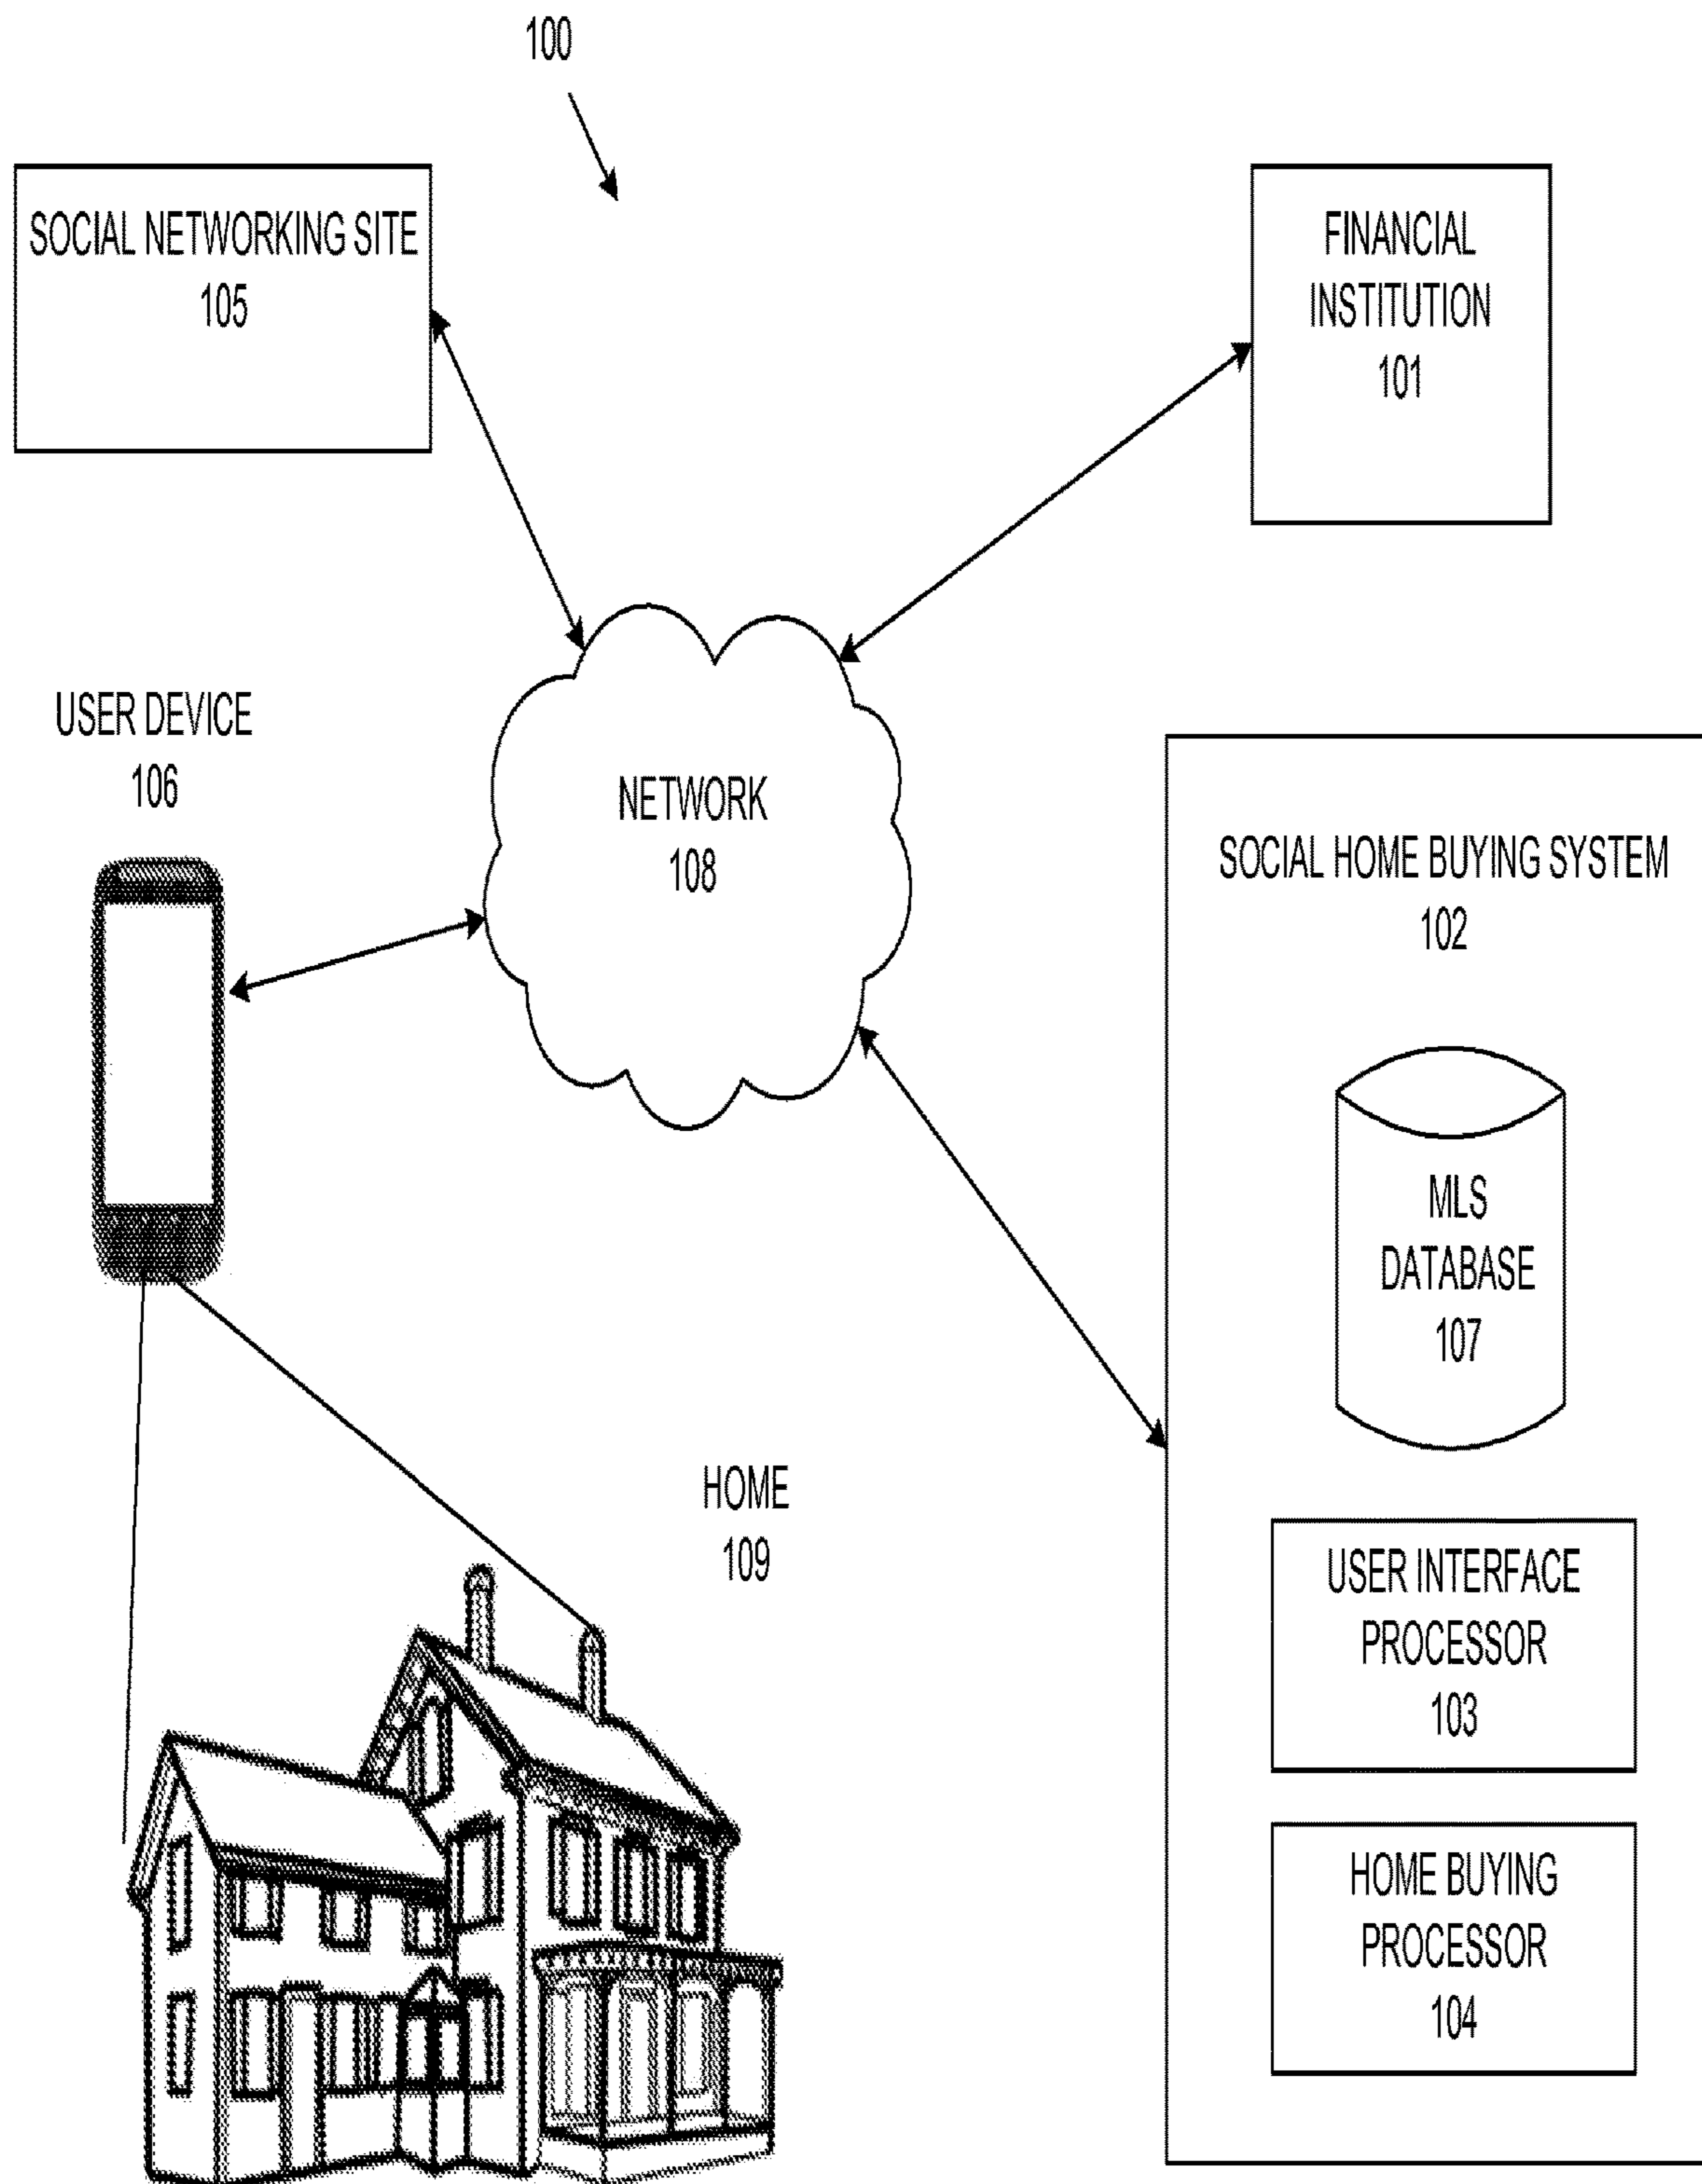 100
SOCIAL NETWORKING SITE
105
FINANCIAL
INSTITUTION
101
USER DEVICE
106
NETWORK
108
SOCIAL HOME BUYING SYSTEM
102
MLS
DATABASE
107
HOME
109
USER INTERFACE
PROCESSOR
103
HOME BUYING
PROCESSOR
104